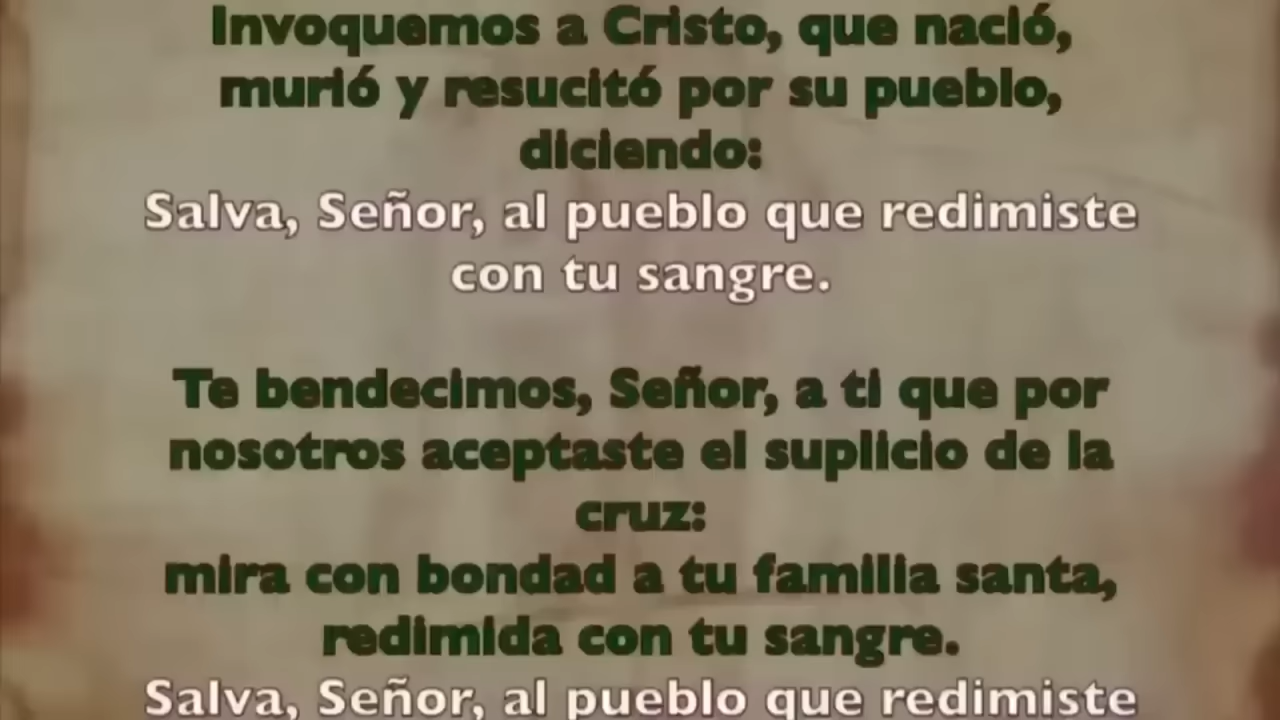 Invoquemos a Cristo, que nació,
murió y resucitó por su pueblo,
diciendo:
Salva, Señor, al pueblo que redimiste
con tu sangre.
Te bendecimos, Señor, a ti que por
nosotros aceptaste el suplicio de la
cruz:
mira con bondad a tu familia santa,
redimida con tu sangre.
Salva, Señor, al pueblo que redimiste